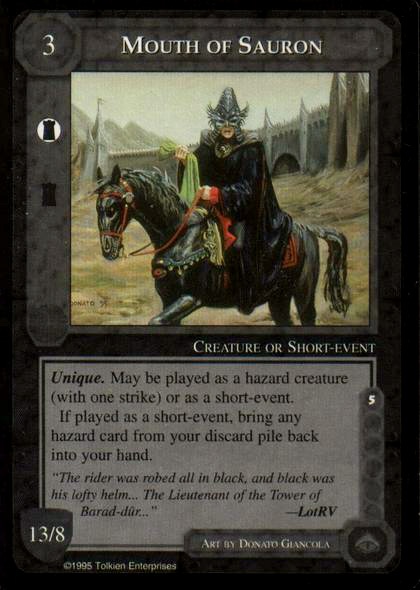 3
MOUTH OF SAURON
DONATO 95
CREATURE OR SHORT-EVENT
Unique. May be played as a hazard creature
(with one strike) or as a short-event.
If played as a short-event, bring any
hazard card from your discard pile back
into your hand.
5
"The rider was robed all in black, and black was
his lofty helm... The Lieutenant of the Tower of
Barad-dûr..." —LotRV
13/8
ART BY DONATO GIANCOLA
©1995 Tolkien Enterprises